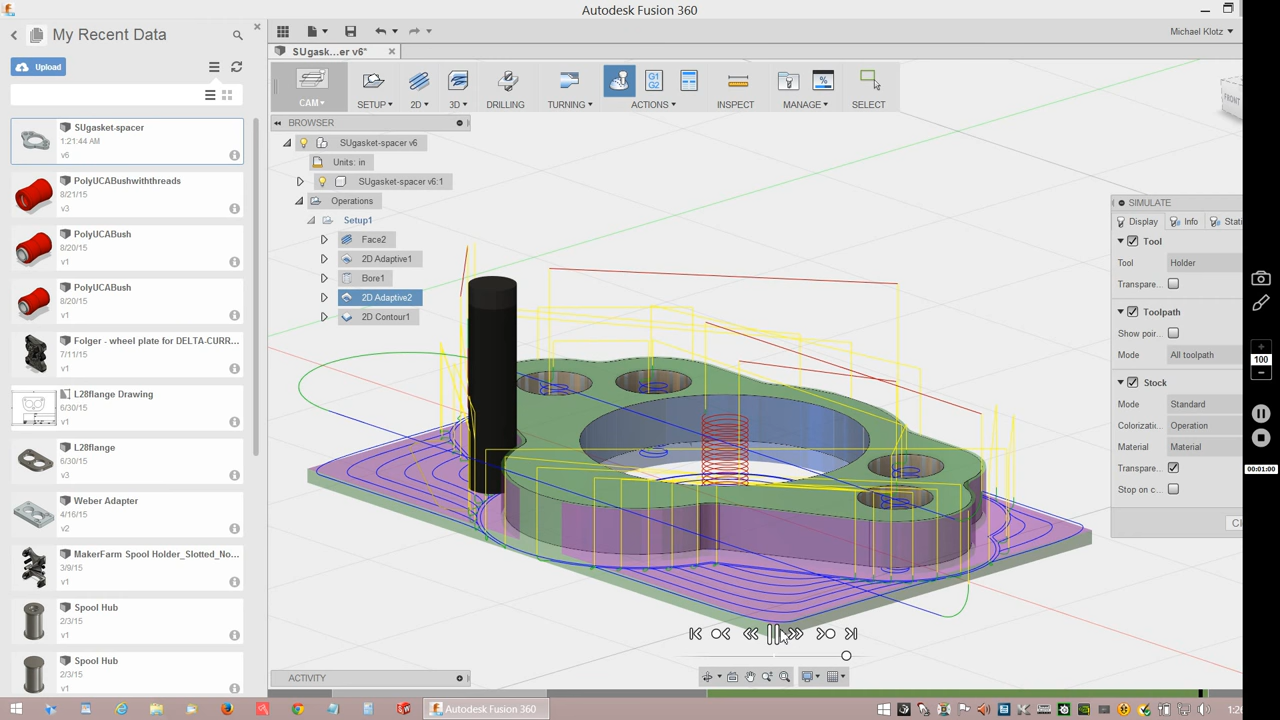 Autodesk Fusion 360
My Recent Data
Michael Klotz
SUgask...er v6*
Upload
CAM
SETUP
2D
3D
DRILLING
TURNING
ACTIONS
INSPECT
MANAGE
SELECT
G1
G2
BROWSER
SUgasket-spacer v6
Units: in
SUgasket-spacer v6:1
Operations
Setup1
Face2
2D Adaptive1
Bore1
2D Adaptive2
2D Contour1
SUgasket-spacer
1:21:44 AM
v6
PolyUCABushwiththreads
8/21/15
v3
PolyUCABush
8/20/15
v1
PolyUCABush
8/20/15
v1
Folger - wheel plate for DELTA-CURR...
7/11/15
v1
L28flange Drawing
6/30/15
v1
L28flange
6/30/15
v3
Weber Adapter
4/16/15
v2
MakerFarm Spool Holder_Slotted_No...
3/9/15
v1
Spool Hub
2/3/15
v1
Spool Hub
2/3/15
v1
FRONT
SIMULATE
Display
Info
Stati
Tool
Tool Holder
Transpare...
Toolpath
Show poi...
Mode All toolpath
Stock
Mode Standard
Colorizatio... Operation
Material Material
Transpare...
Stop on c...
Cl
100
00:01:00
ACTIVITY
Autodesk Fusion 360